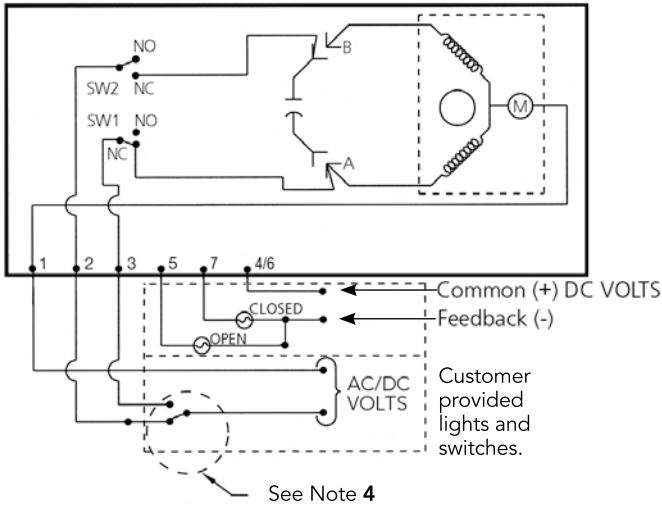 NO
B
SW2
NC
M
SW1
NO
NC
A
1
2
3
5
7
4/6
Common (+) DC VOLTS
CLOSED
Feedback (-)
OPEN
AC/DC
VOLTS
Customer
provided
lights and
switches.
See Note 4